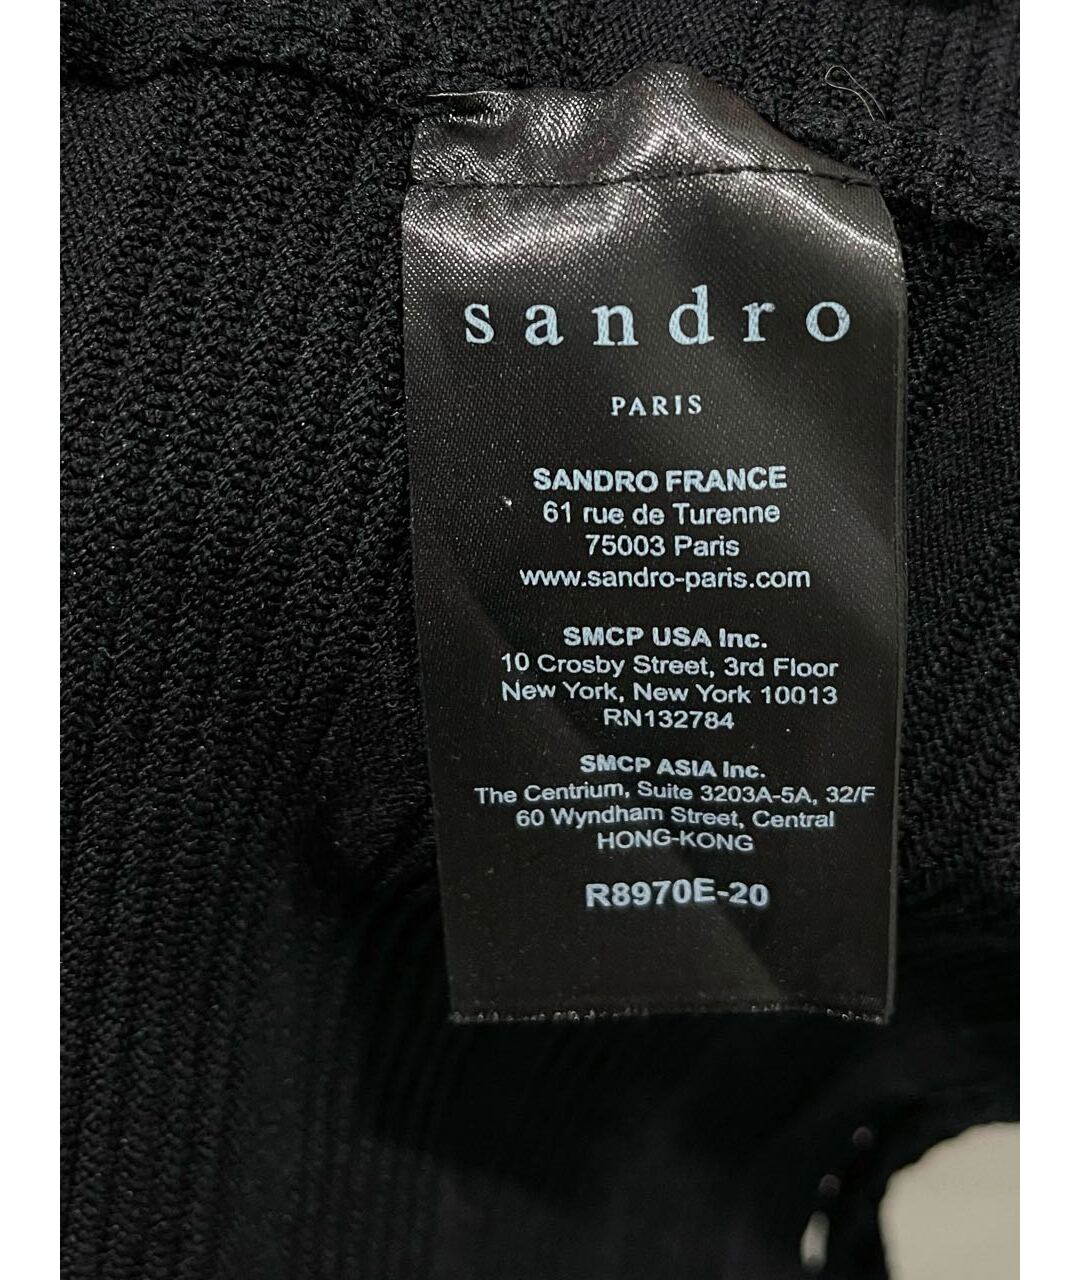 sandro
PARIS
SANDRO FRANCE
61 rue de Turenne
75003 Paris
www.sandro-paris.com
SMCP USA Inc.
10 Crosby Street, 3rd Floor
New York, New York 10013
RN132784
SMCP ASIA Inc.
The Centrium, Suite 3203A-5A, 32/F
60 Wyndham Street, Central
HONG-KONG
R8970E-20